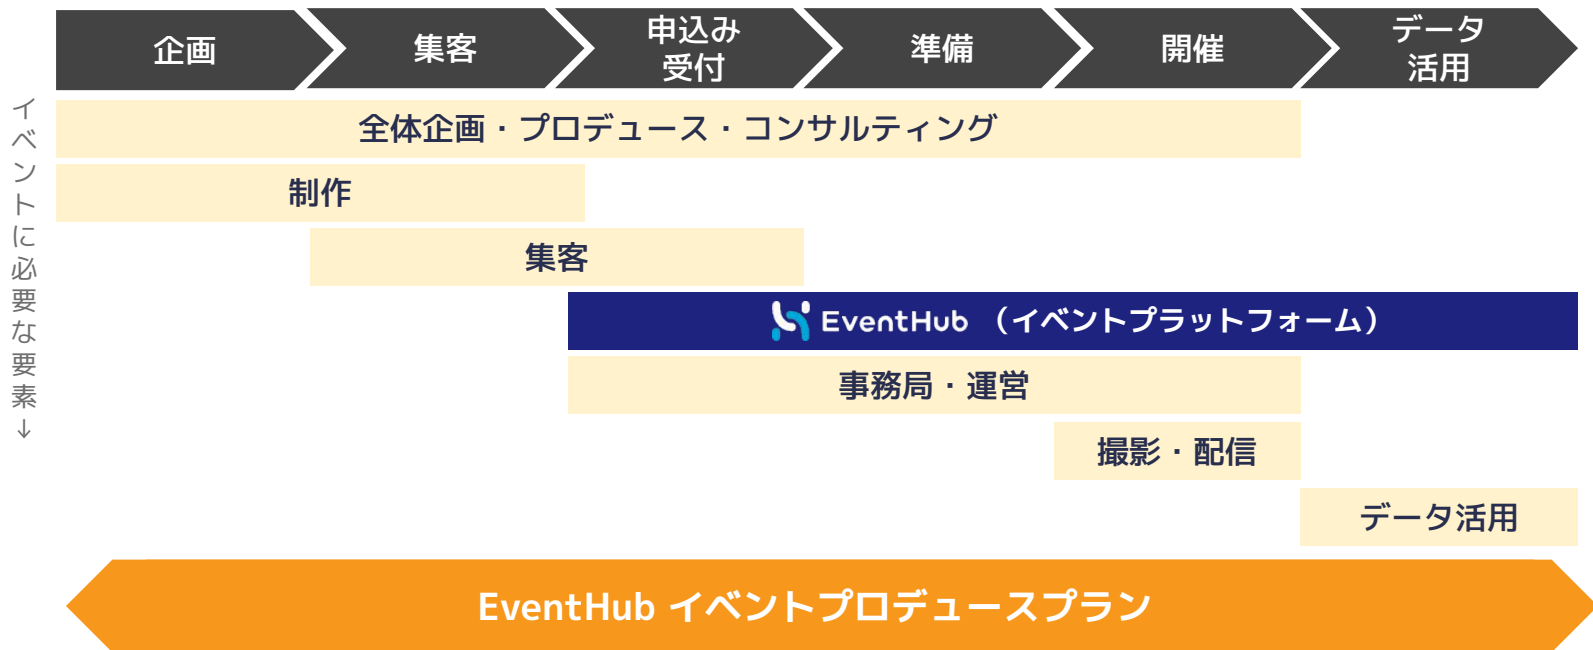 企画
集客
申込み
受付
準備
開催
データ
活用
イベントに必要な要素↓
全体企画・プロデュース・コンサルティング
制作
集客
EventHub （イベントプラットフォーム）
事務局・運営
撮影・配信
データ活用
EventHub イベントプロデュースプラン